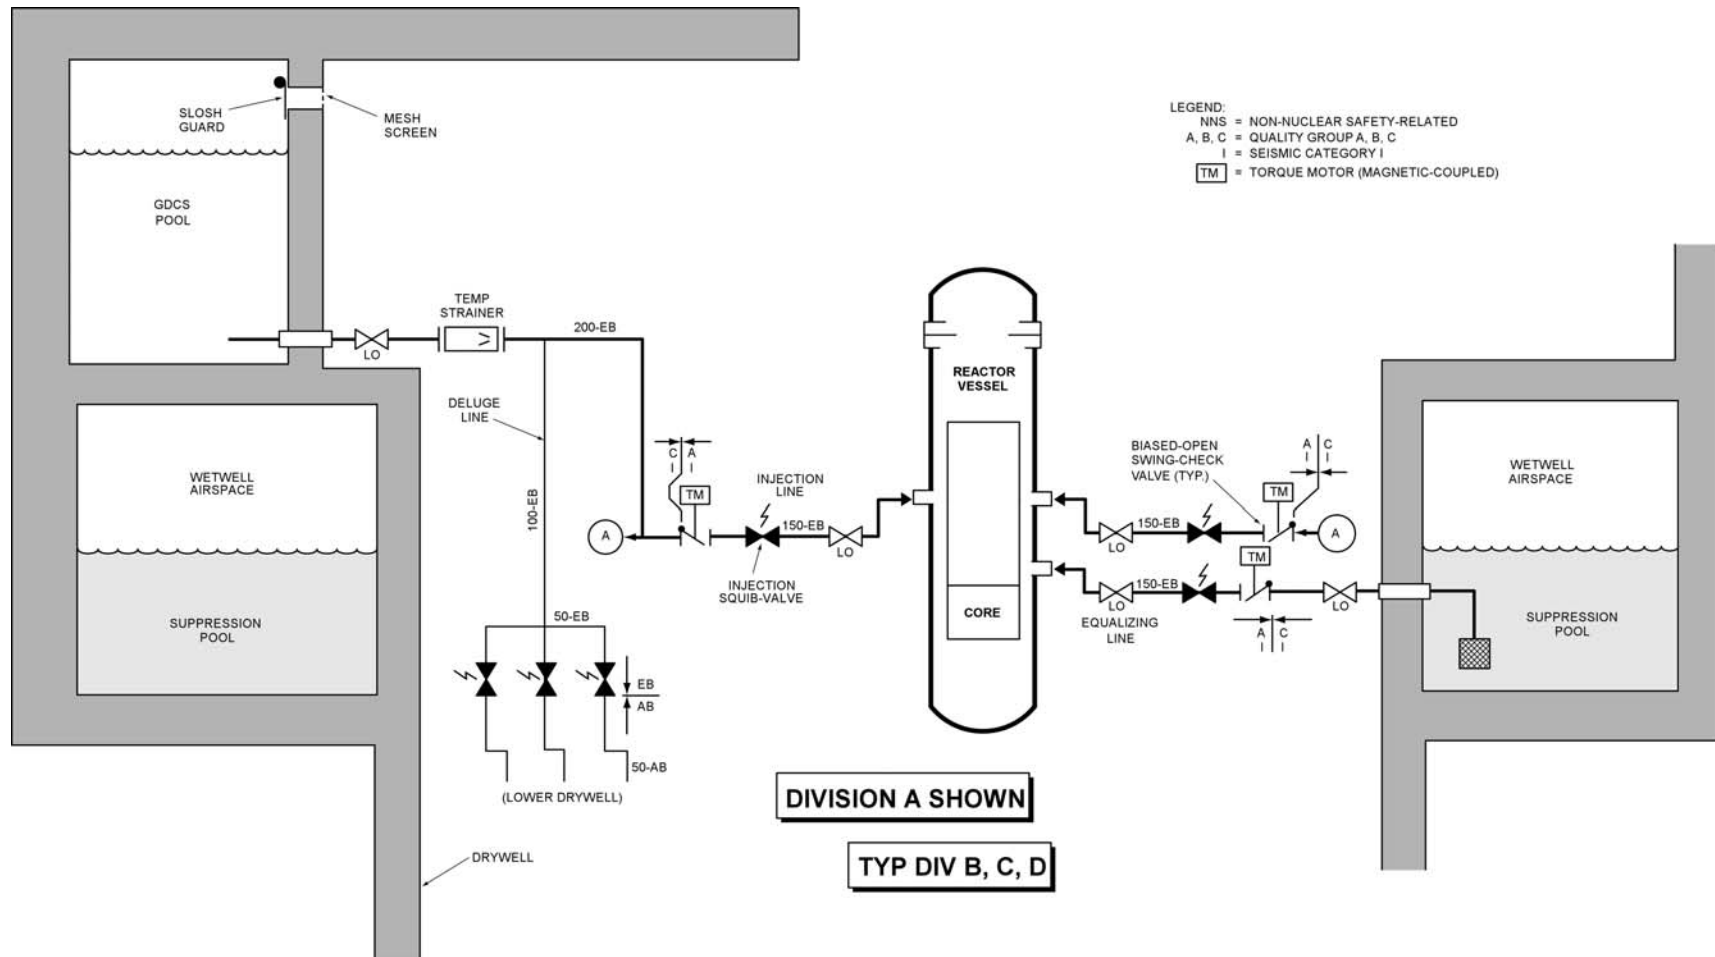 SLOSH
GUARD
MESH
SCREEN
GDCS
POOL
LEGEND:
NNS = NON-NUCLEAR SAFETY-RELATED
A, B, C = QUALITY GROUP A, B, C
I = SEISMIC CATEGORY I
TM = TORQUE MOTOR (MAGNETIC-COUPLED)
TEMP
STRAINER
200-EB
LO
DELUGE
LINE
100-EB
WETWELL
AIRSPACE
SUPPRESSION
POOL
C A
I I
TM
INJECTION
LINE
A
150-EB
LO
INJECTION
SQUIB-VALVE
50-EB
EB
AB
50-AB
(LOWER DRYWELL)
DRYWELL
REACTOR
VESSEL
CORE
BIASED-OPEN
SWING-CHECK
VALVE (TYP.)
A C
I I
TM
150-EB
LO
A
TM
150-EB
LO
LO
EQUALIZING
LINE
A C
I I
WETWELL
AIRSPACE
SUPPRESSION
POOL
DIVISION A SHOWN
TYP DIV B, C, D